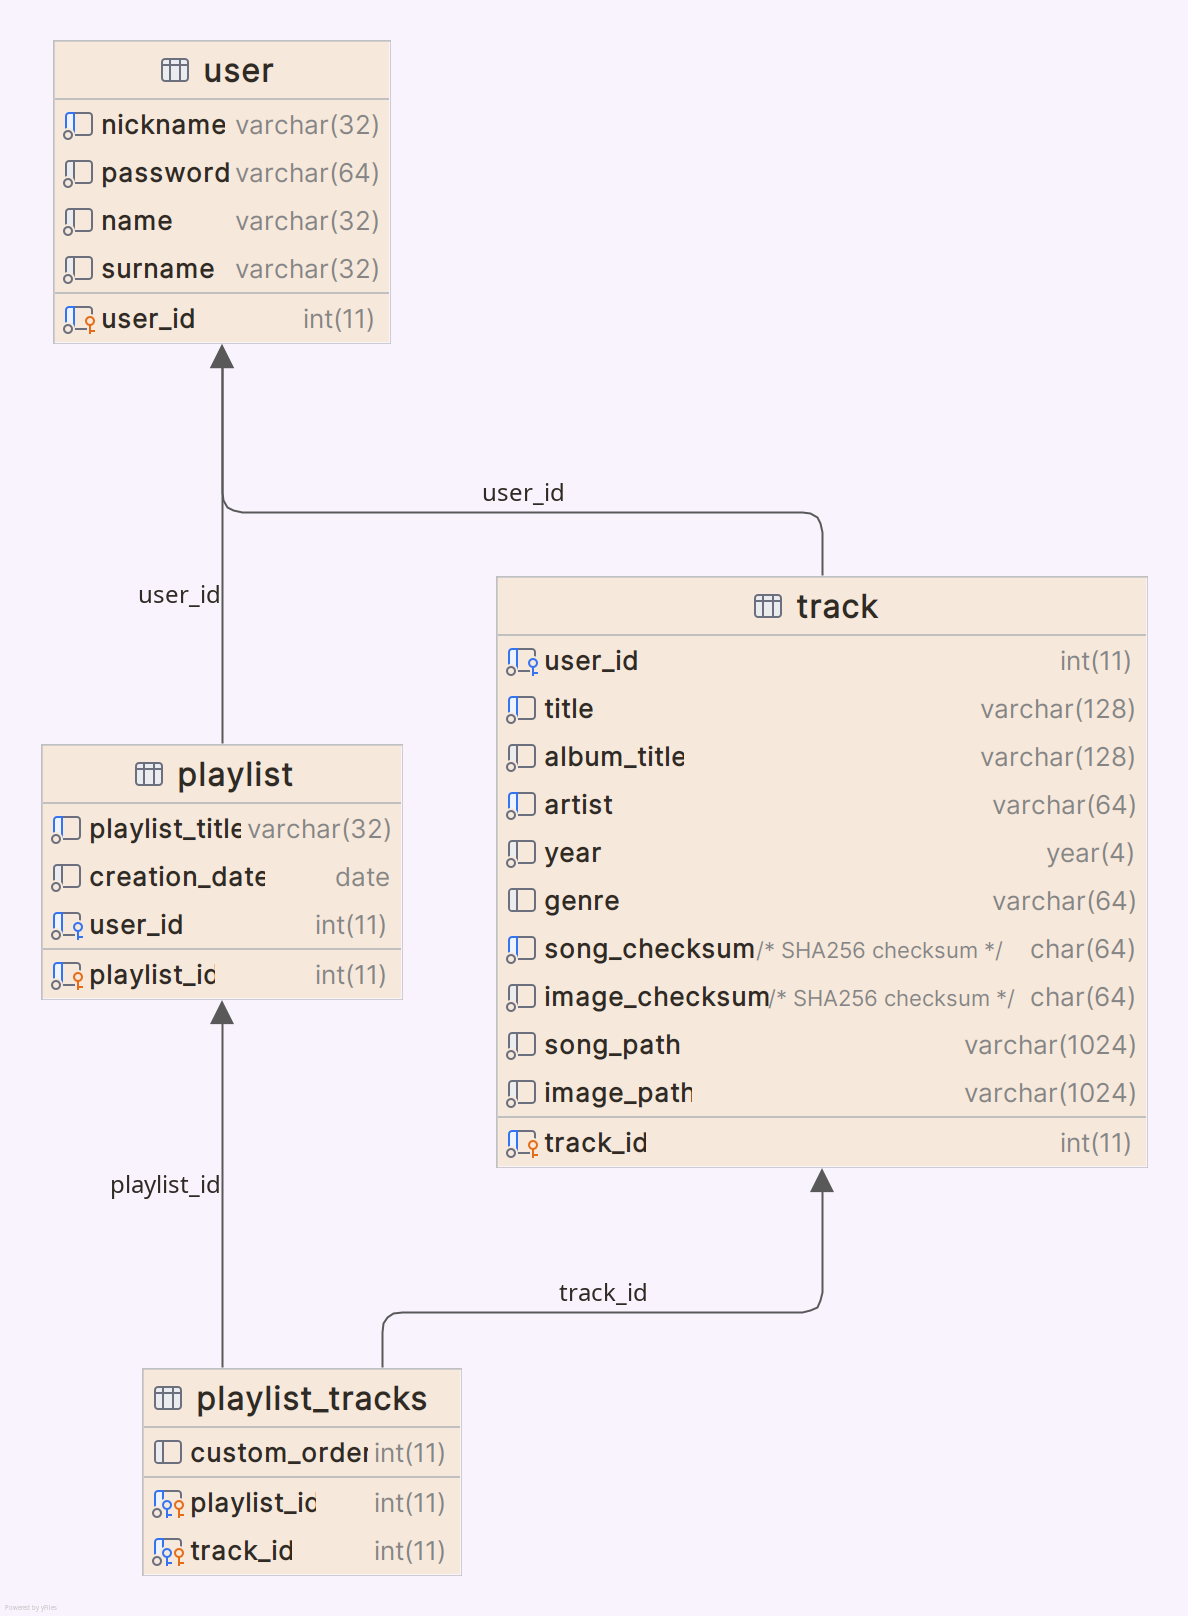 user
nickname varchar(32)
password varchar(64)
name varchar(32)
surname varchar(32)
user_id int(11)
user_id
user_id
track
user_id int(11)
title varchar(128)
album_title varchar(128)
artist varchar(64)
year year(4)
genre varchar(64)
song_checksum /* SHA256 checksum */ char(64)
image_checksum /* SHA256 checksum */ char(64)
song_path varchar(1024)
image_path varchar(1024)
track_id int(11)
playlist
playlist_title varchar(32)
creation_date date
user_id int(11)
playlist_id int(11)
playlist_id
track_id
playlist_tracks
custom_order int(11)
playlist_id int(11)
track_id int(11)
Powered by yFiles